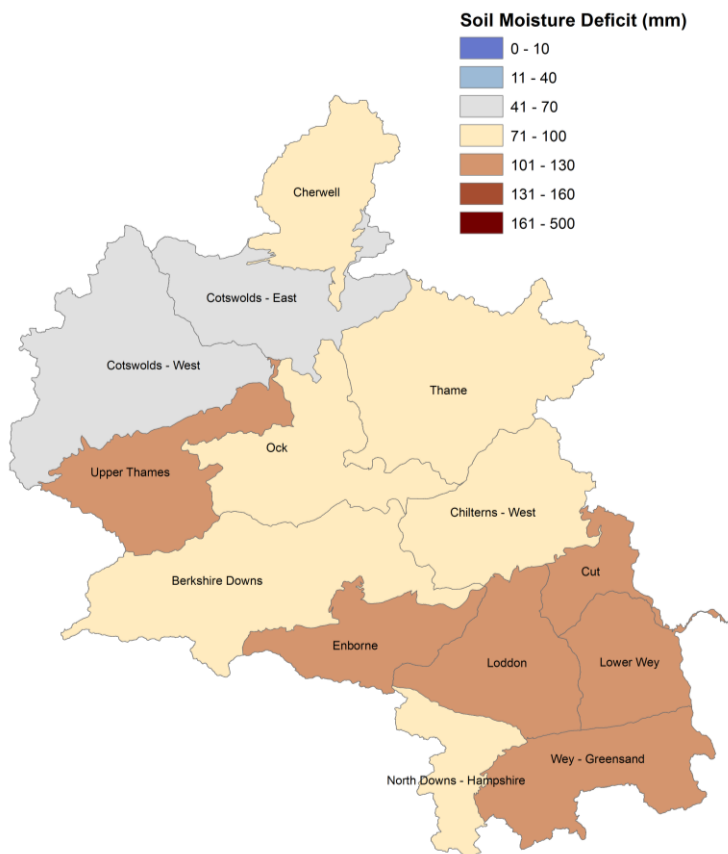 Soil Moisture Deficit (mm)
0 - 10
11 - 40
41 - 70
71 - 100
101 - 130
131 - 160
161 - 500
Cherwell
Cotswolds - East
Cotswolds - West
Thame
Ock
Upper Thames
Chilterns - West
Berkshire Downs
Cut
Enborne
Loddon
Lower Wey
Wey - Greensand
North Downs - Hampshire